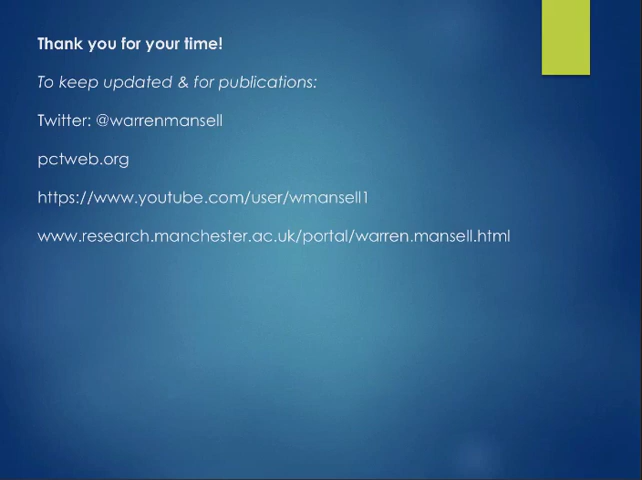 Thank you for your time!
To keep updated & for publications:
Twitter: @warrenmansell
pctweb.org
https://www.youtube.com/user/wmansell1
www.research.manchester.ac.uk/portal/warren.mansell.html